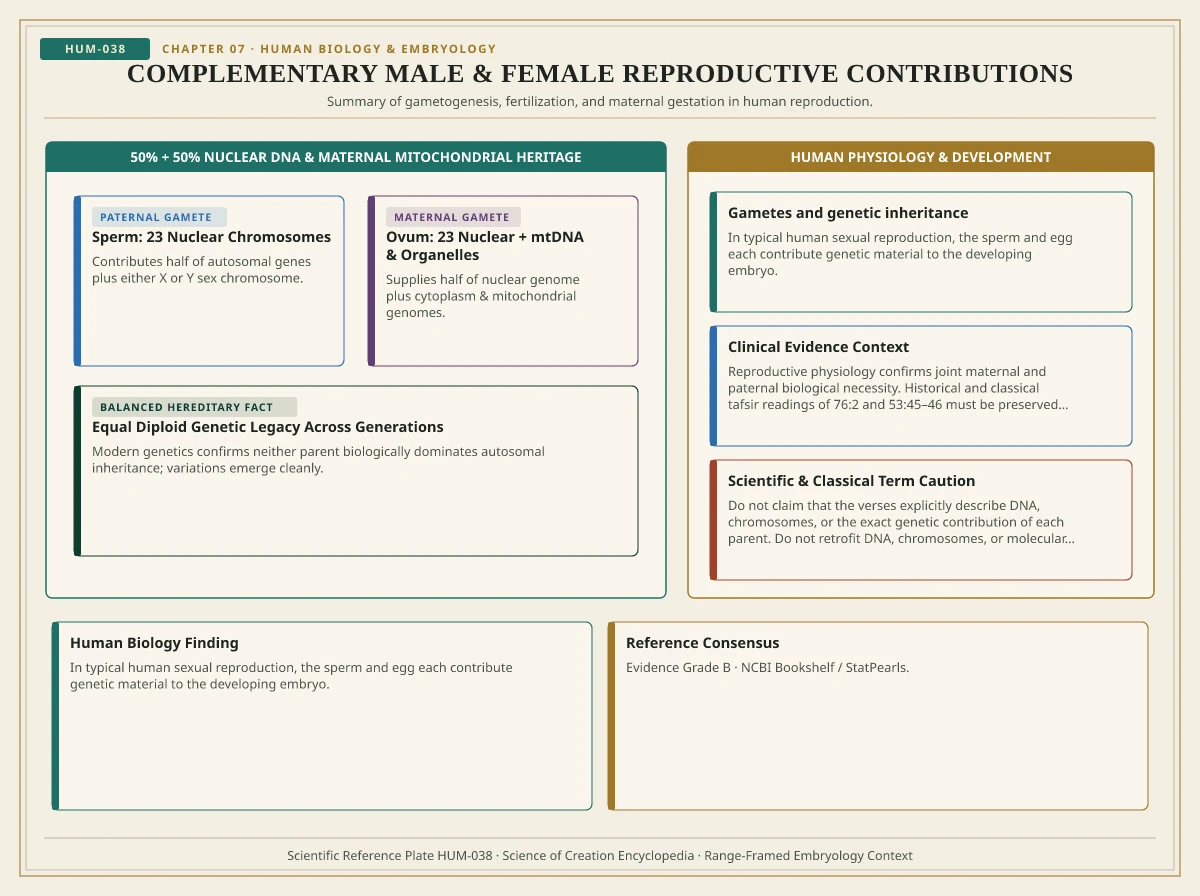 HUM-038
CHAPTER 07 · HUMAN BIOLOGY & EMBRYOLOGY
COMPLEMENTARY MALE & FEMALE REPRODUCTIVE CONTRIBUTIONS
Summary of gametogenesis, fertilization, and maternal gestation in human reproduction.
50% + 50% NUCLEAR DNA & MATERNAL MITOCHONDRIAL HERITAGE
PATERNAL GAMETE
Sperm: 23 Nuclear Chromosomes
Contributes half of autosomal genes
plus either X or Y sex chromosome.
MATERNAL GAMETE
Ovum: 23 Nuclear + mtDNA
& Organelles
Supplies half of nuclear genome
plus cytoplasm & mitochondrial
genomes.
BALANCED HEREDITARY FACT
Equal Diploid Genetic Legacy Across Generations
Modern genetics confirms neither parent biologically dominates autosomal
inheritance; variations emerge cleanly.
HUMAN PHYSIOLOGY & DEVELOPMENT
Gametes and genetic inheritance
In typical human sexual reproduction, the sperm and egg
each contribute genetic material to the developing
embryo.
Clinical Evidence Context
Reproductive physiology confirms joint maternal and
paternal biological necessity. Historical and classical
tafsir readings of 76:2 and 53:45–46 must be preserved...
Scientific & Classical Term Caution
Do not claim that the verses explicitly describe DNA,
chromosomes, or the exact genetic contribution of each
parent. Do not retrofit DNA, chromosomes, or molecular...
Human Biology Finding
In typical human sexual reproduction, the sperm and egg each contribute
genetic material to the developing embryo.
Reference Consensus
Evidence Grade B · NCBI Bookshelf / StatPearls.
Scientific Reference Plate HUM-038 · Science of Creation Encyclopedia · Range-Framed Embryology Context